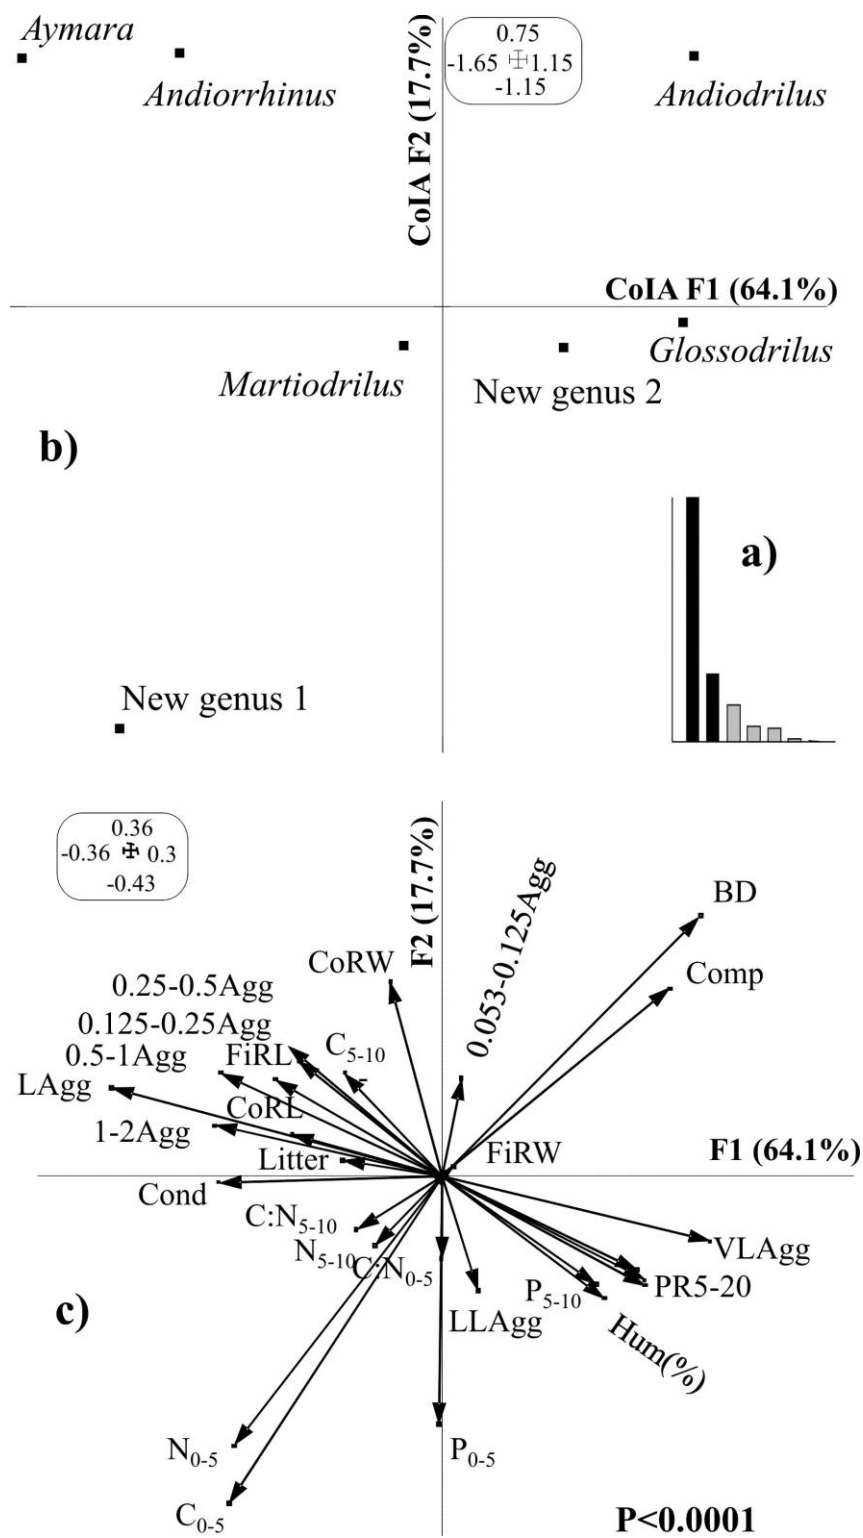 Aymara
0.75
-1.65 1.15
-1.15
Andiorrhinus
Andiodrilus
CoIA F2 (17.7%)
CoIA F1 (64.1%)
Martiodrilus
New genus 2
Glossodrilus
b)
a)
New genus 1
0.36
-0.36 0.3
-0.43
F2 (17.7%)
0.053-0.125Agg
BD
CoRW
Comp
0.25-0.5Agg
0.125-0.25Agg
0.5-1Agg
FiRL
C5-10
LAgg
CoRL
1-2Agg
Litter
FiRW
F1 (64.1%)
Cond
C:N5-10
N5-10
C:N0-5
VLAgg
P5-10
PR5-20
LLAgg
Hum(%)
c)
N0-5
P0-5
C0-5
P<0.0001